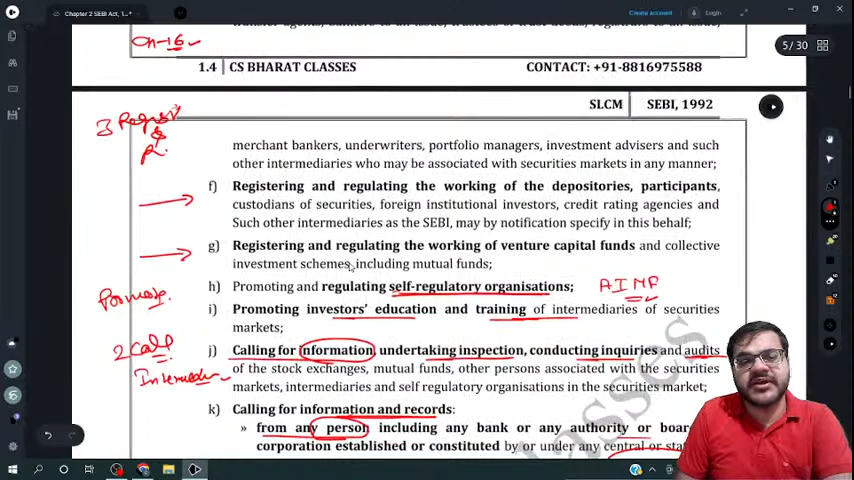 Chapter 2 SEBI Act, 1...*
Create account
Login
Ch-16
5 / 30
1.4 CS BHARAT CLASSES CONTACT: +91-8816975588
SLCM SEBI, 1992
3 Regist
& R.
merchant bankers, underwriters, portfolio managers, investment advisers and such
other intermediaries who may be associated with securities markets in any manner;
f) Registering and regulating the working of the depositories, participants,
custodians of securities, foreign institutional investors, credit rating agencies and
Such other intermediaries as the SEBI, may by notification specify in this behalf;
g) Registering and regulating the working of venture capital funds and collective
investment schemes, including mutual funds;
h) Promoting and regulating self-regulatory organisations;
i) Promoting investors' education and training of intermediaries of securities
markets;
2 Call
j) Calling for information, undertaking inspection, conducting inquiries and audits
of the stock exchanges, mutual funds, other persons associated with the securities
markets, intermediaries and self regulatory organisations in the securities market;
k) Calling for information and records:
» from any person including any bank or any authority or boar
corporation established or constituted by or under any central or sta